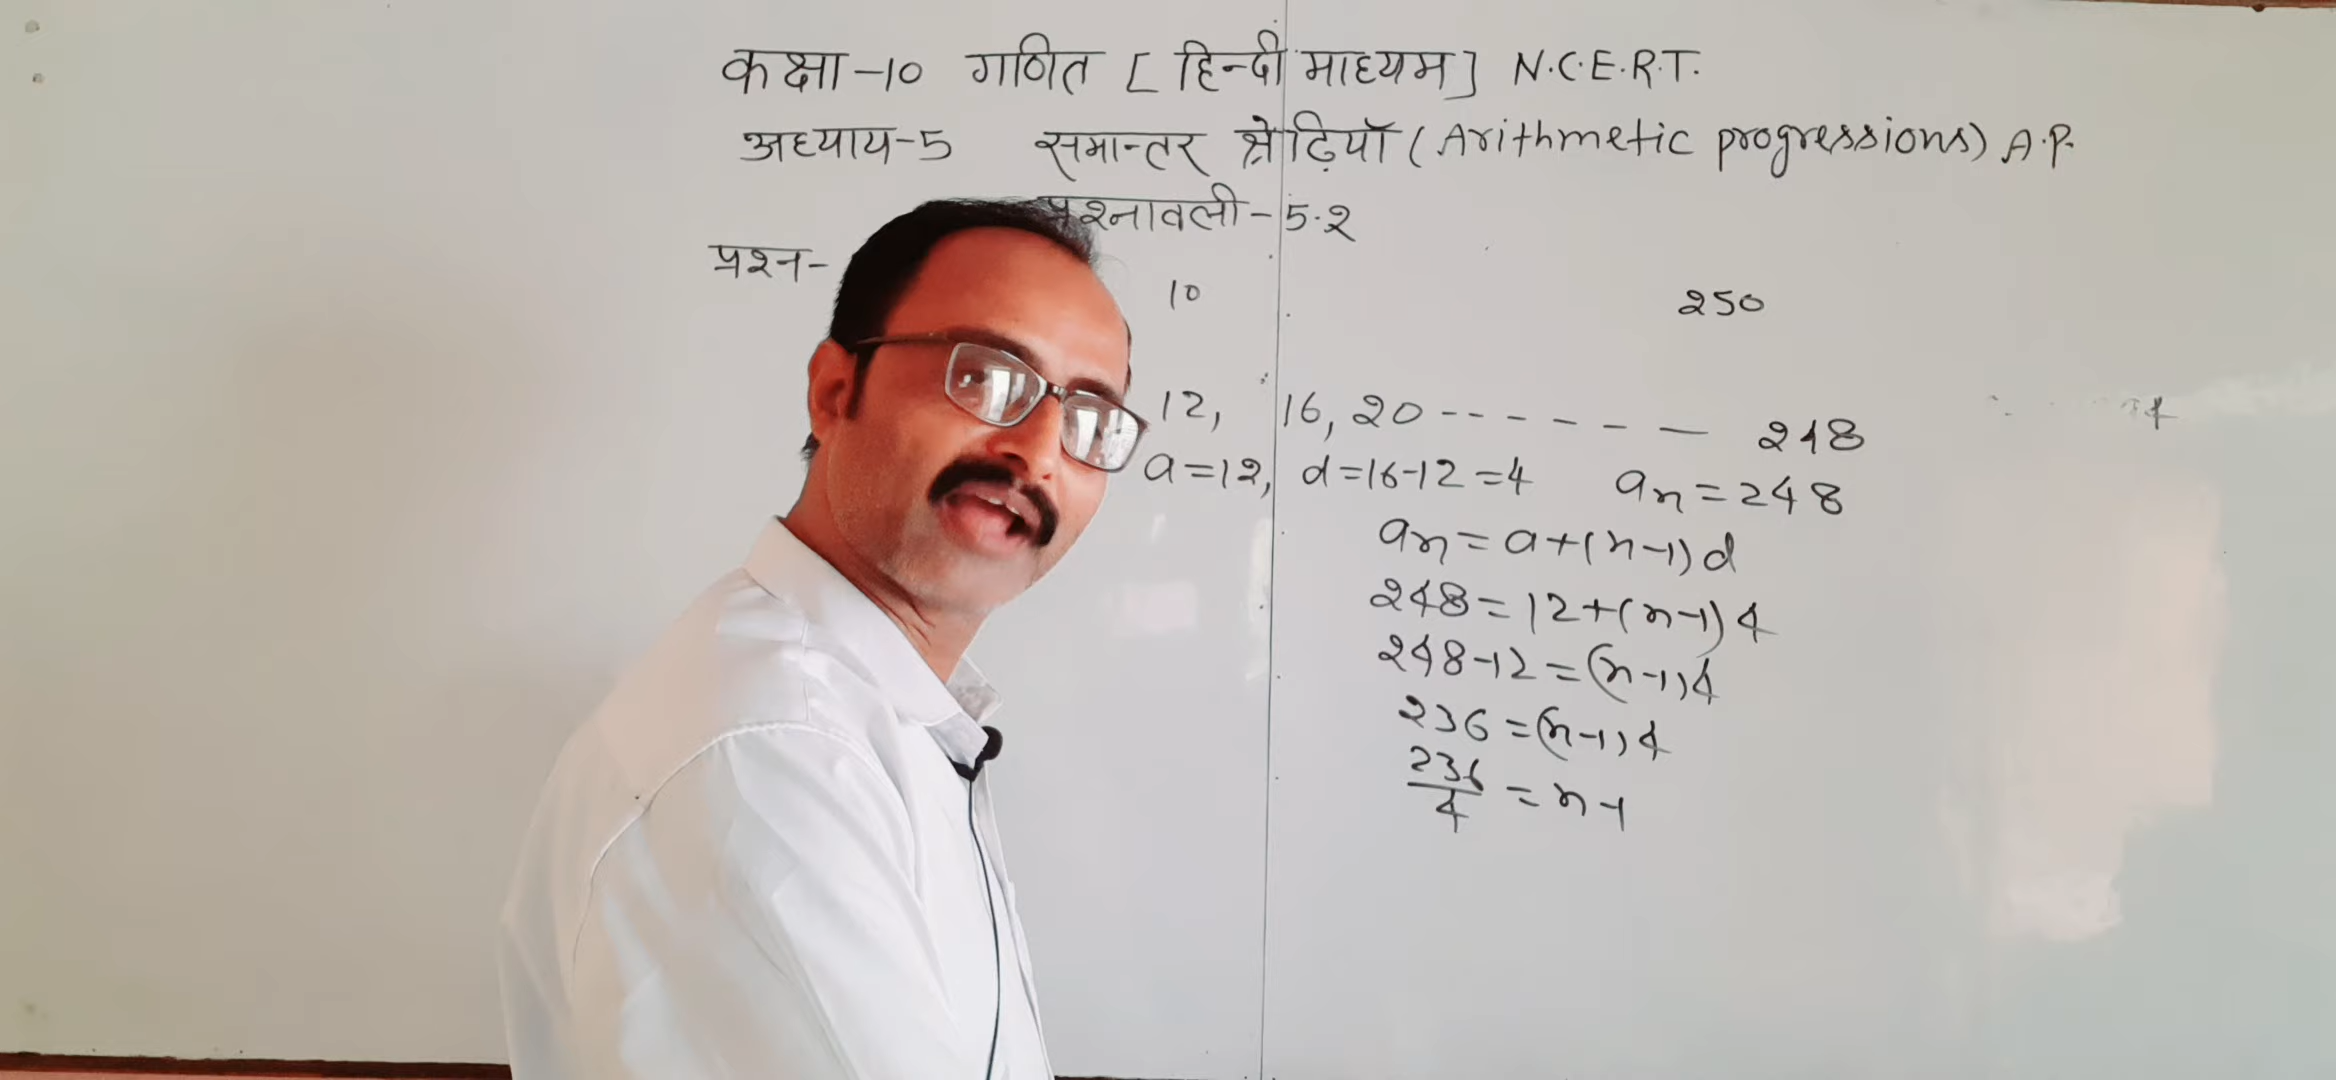 कक्षा-10 गणित [हिन्दी माध्यम] N.C.E.R.T.
अध्याय-5 समान्तर श्रेढ़ियाँ (Arithmetic progressions) A.P.
प्रश्नावली-5.2
प्रश्न-
10 250
12, 16, 20 ------ 248
a=12, d=16-12=4 an=248
an=a+(n-1)d
248=12+(n-1)4
248-12=(n-1)4
236=(n-1)4
236/4=n-1